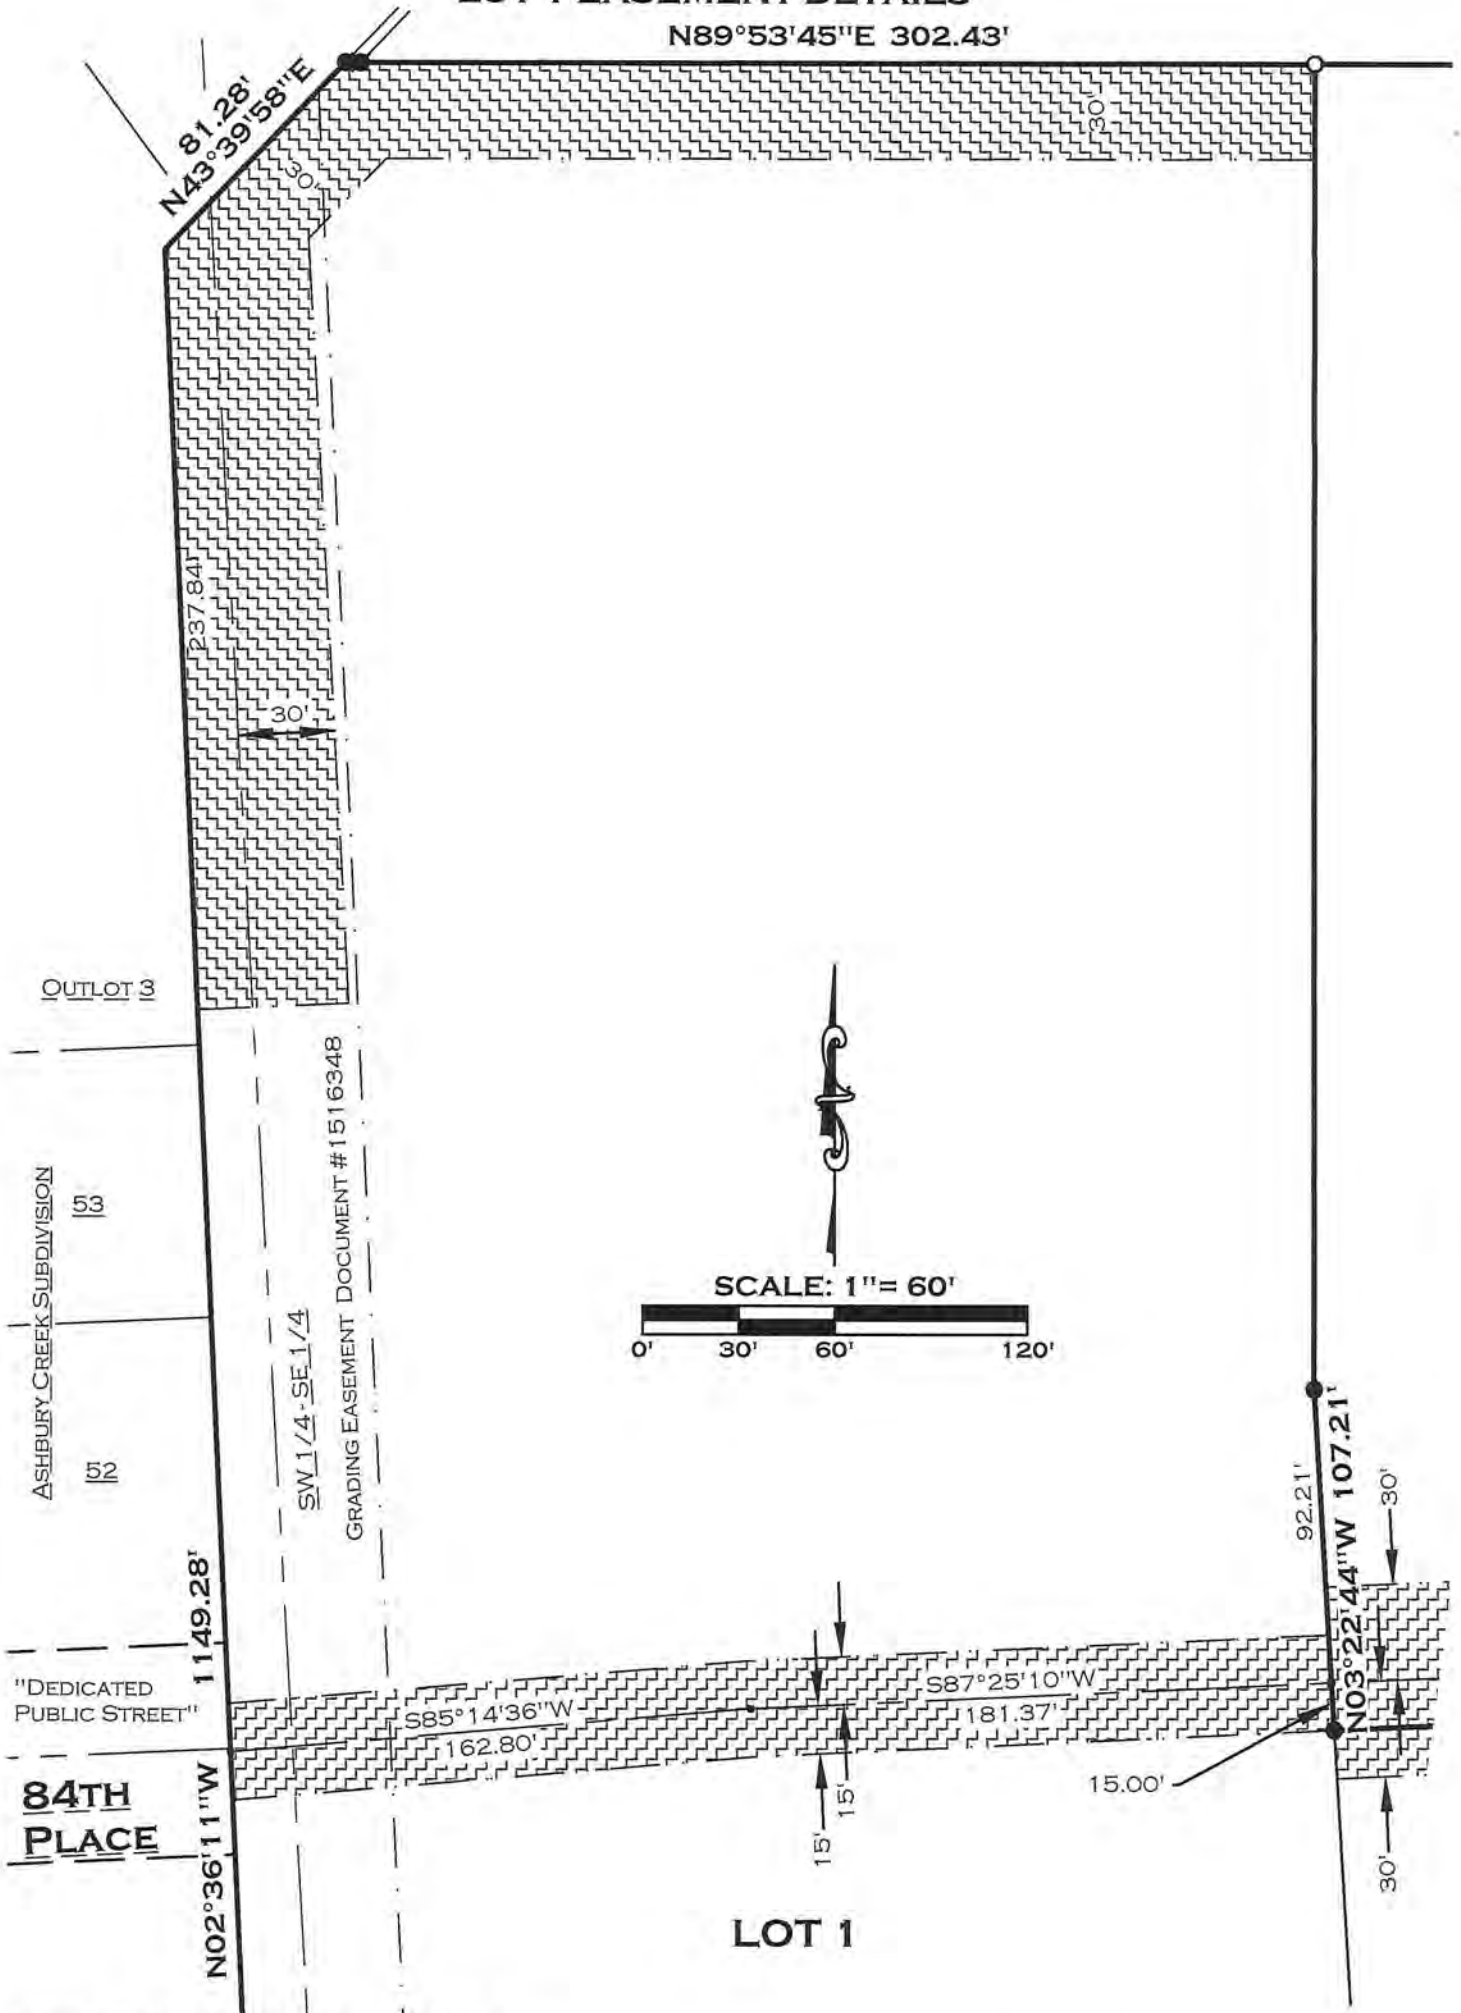 N89°53'45"E 302.43'
81.28'
N43°39'58"E
30'
30'
237.84'
30'
OUTLOT 3
ASHBURY CREEK SUBDIVISION
53
52
SW 1/4-SE 1/4
GRADING EASEMENT DOCUMENT #1516348
SCALE: 1"= 60'
0' 30' 60' 120'
92.21'
N03°22'44"W 107.21'
30'
1149.28'
N02°36'11"W
"DEDICATED
PUBLIC STREET"
84TH
PLACE
S85°14'36"W
162.80'
S87°25'10"W
181.37'
15.00'
15'
15'
30'
LOT 1